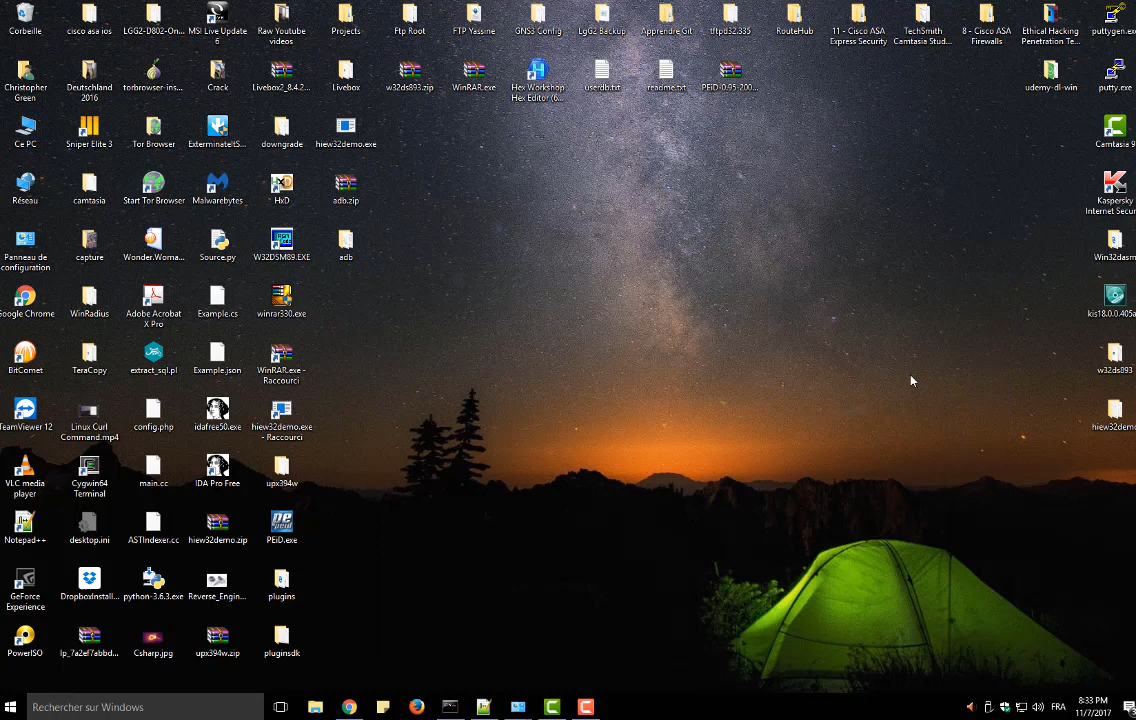 Corbeille
cisco asa ios
LGG2-D802-On...
MSI Live Update
6
Raw Youtube
videos
Projects
Ftp Root
FTP Yassine
GNS3 Config
LgG2 Backup
Apprendre Git
tftpd32.335
RouteHub
11 - Cisco ASA
Express Security
TechSmith
Camtasia Stud...
8 - Cisco ASA
Firewalls
Ethical Hacking
Penetration Te...
puttygen.exe
Christopher
Green
Deutschland
2016
torbrowser-ins...
Crack
Livebox2_8.4.2...
Livebox
w32ds893.zip
WinRAR.exe
Hex Workshop
Hex Editor (6...
userdb.txt
readme.txt
PEiD-0.95-200...
udemy-dl-win
putty.exe
Ce PC
Sniper Elite 3
Tor Browser
ExterminateItS...
downgrade
hiew32demo.exe
Camtasia 9
Réseau
camtasia
Start Tor Browser
Malwarebytes
HxD
adb.zip
Kaspersky
Internet Secur
Panneau de
configuration
capture
Wonder.Woma...
Source.py
W32DSM89.EXE
adb
Win32dasm
Google Chrome
WinRadius
Adobe Acrobat
X Pro
Example.cs
winrar330.exe
kis18.0.0.405a
BitComet
TeraCopy
extract_sql.pl
Example.json
WinRAR.exe -
Raccourci
w32ds893
TeamViewer 12
Linux Curl
Command.mp4
config.php
idafree50.exe
hiew32demo.exe
- Raccourci
hiew32demo
VLC media
player
Cygwin64
Terminal
main.cc
IDA Pro Free
upx394w
Notepad++
desktop.ini
ASTIndexer.cc
hiew32demo.zip
PEiD.exe
GeForce
Experience
DropboxInstall...
python-3.6.3.exe
Reverse_Engin...
plugins
PowerISO
lp_7a2ef7abbd...
Csharp.jpg
upx394w.zip
pluginsdk
Rechercher sur Windows
FRA
8:33 PM
11/7/2017